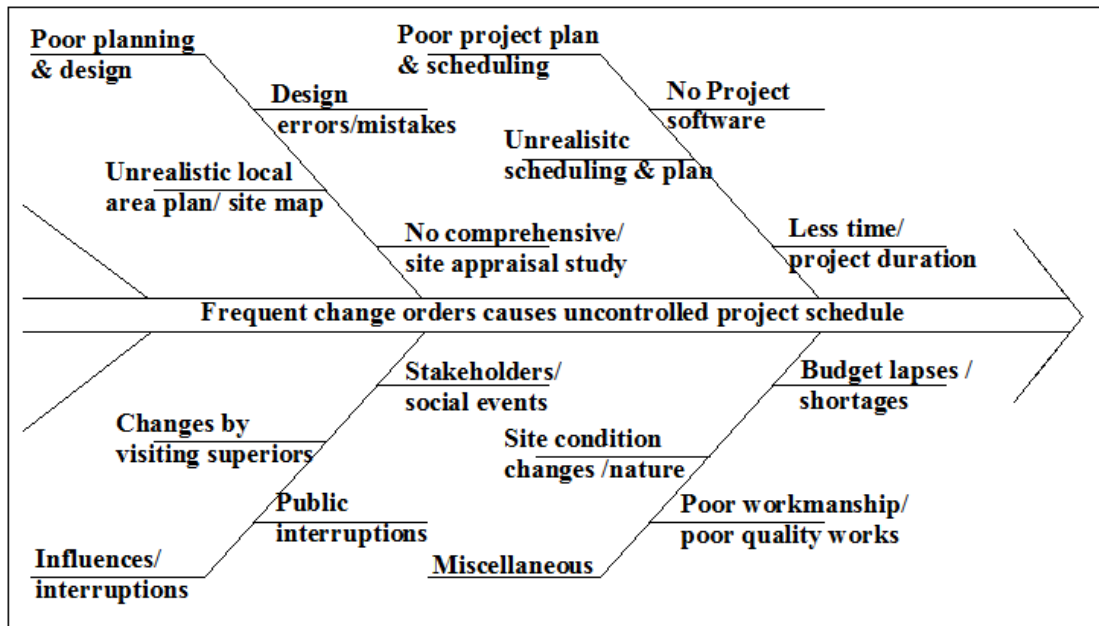 Poor planning
& design
Design
errors/mistakes
Unrealistic local
area plan/ site map
No comprehensive/
site appraisal study
Poor project plan
& scheduling
No Project
software
Unrealisitc
scheduling & plan
Less time/
project duration
Frequent change orders causes uncontrolled project schedule
Stakeholders/
social events
Changes by
visiting superiors
Public
interruptions
Influences/
interruptions
Budget lapses /
shortages
Site condition
changes /nature
Poor workmanship/
poor quality works
Miscellaneous